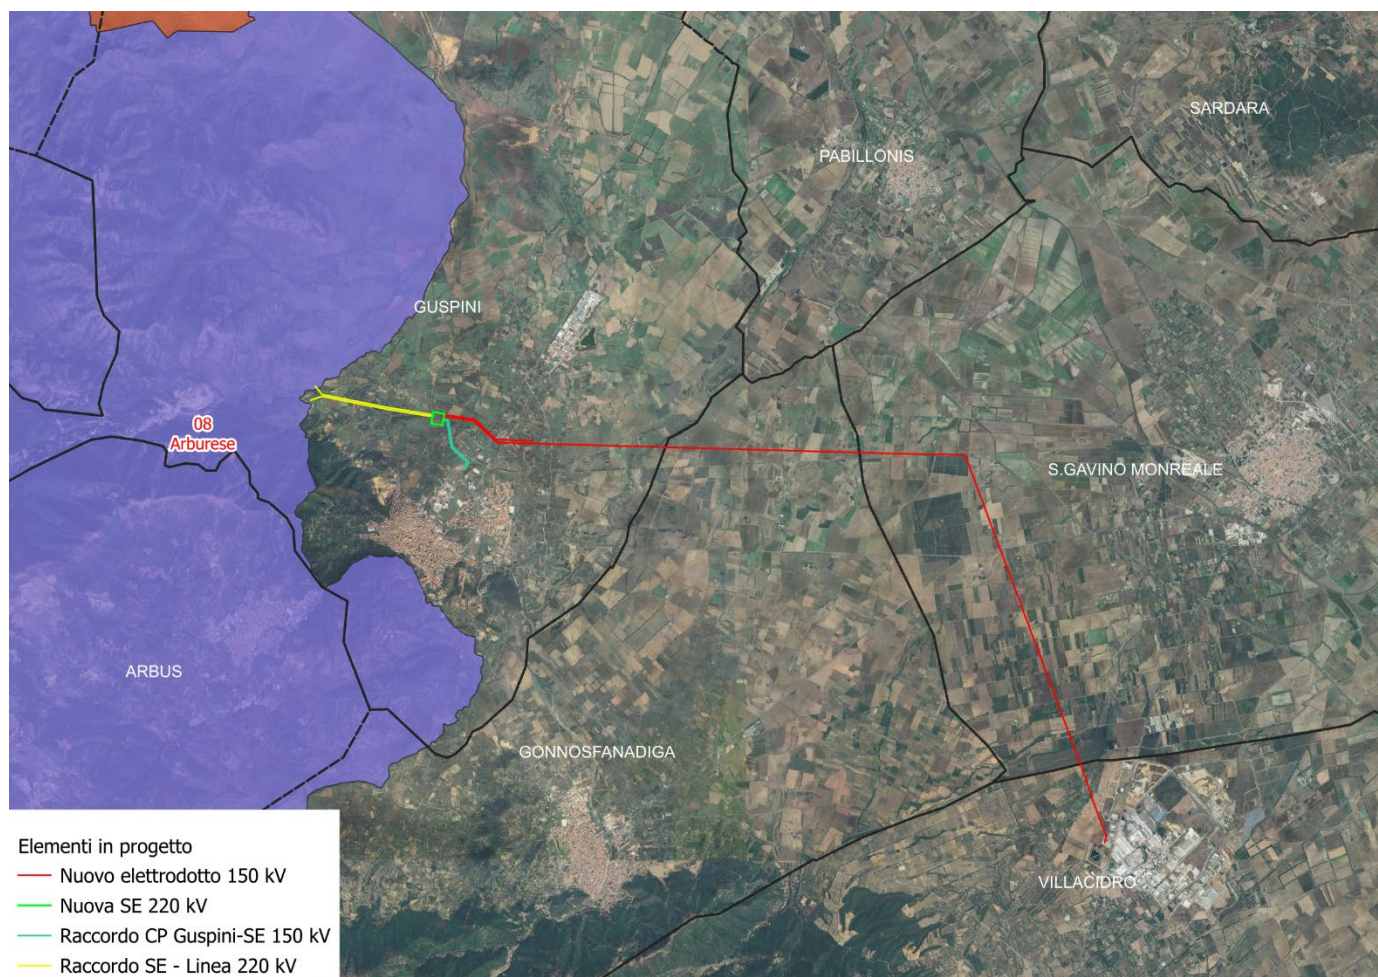 SARDARA
PABILLONIS
GUSPINI
08
Arburese
S.GAVINO MONREALE
ARBUS
GONNOSFANADIGA
VILLACIDRO
Elementi in progetto
Nuovo elettrodotto 150 kV
Nuova SE 220 kV
Raccordo CP Guspini-SE 150 kV
Raccordo SE - Linea 220 kV